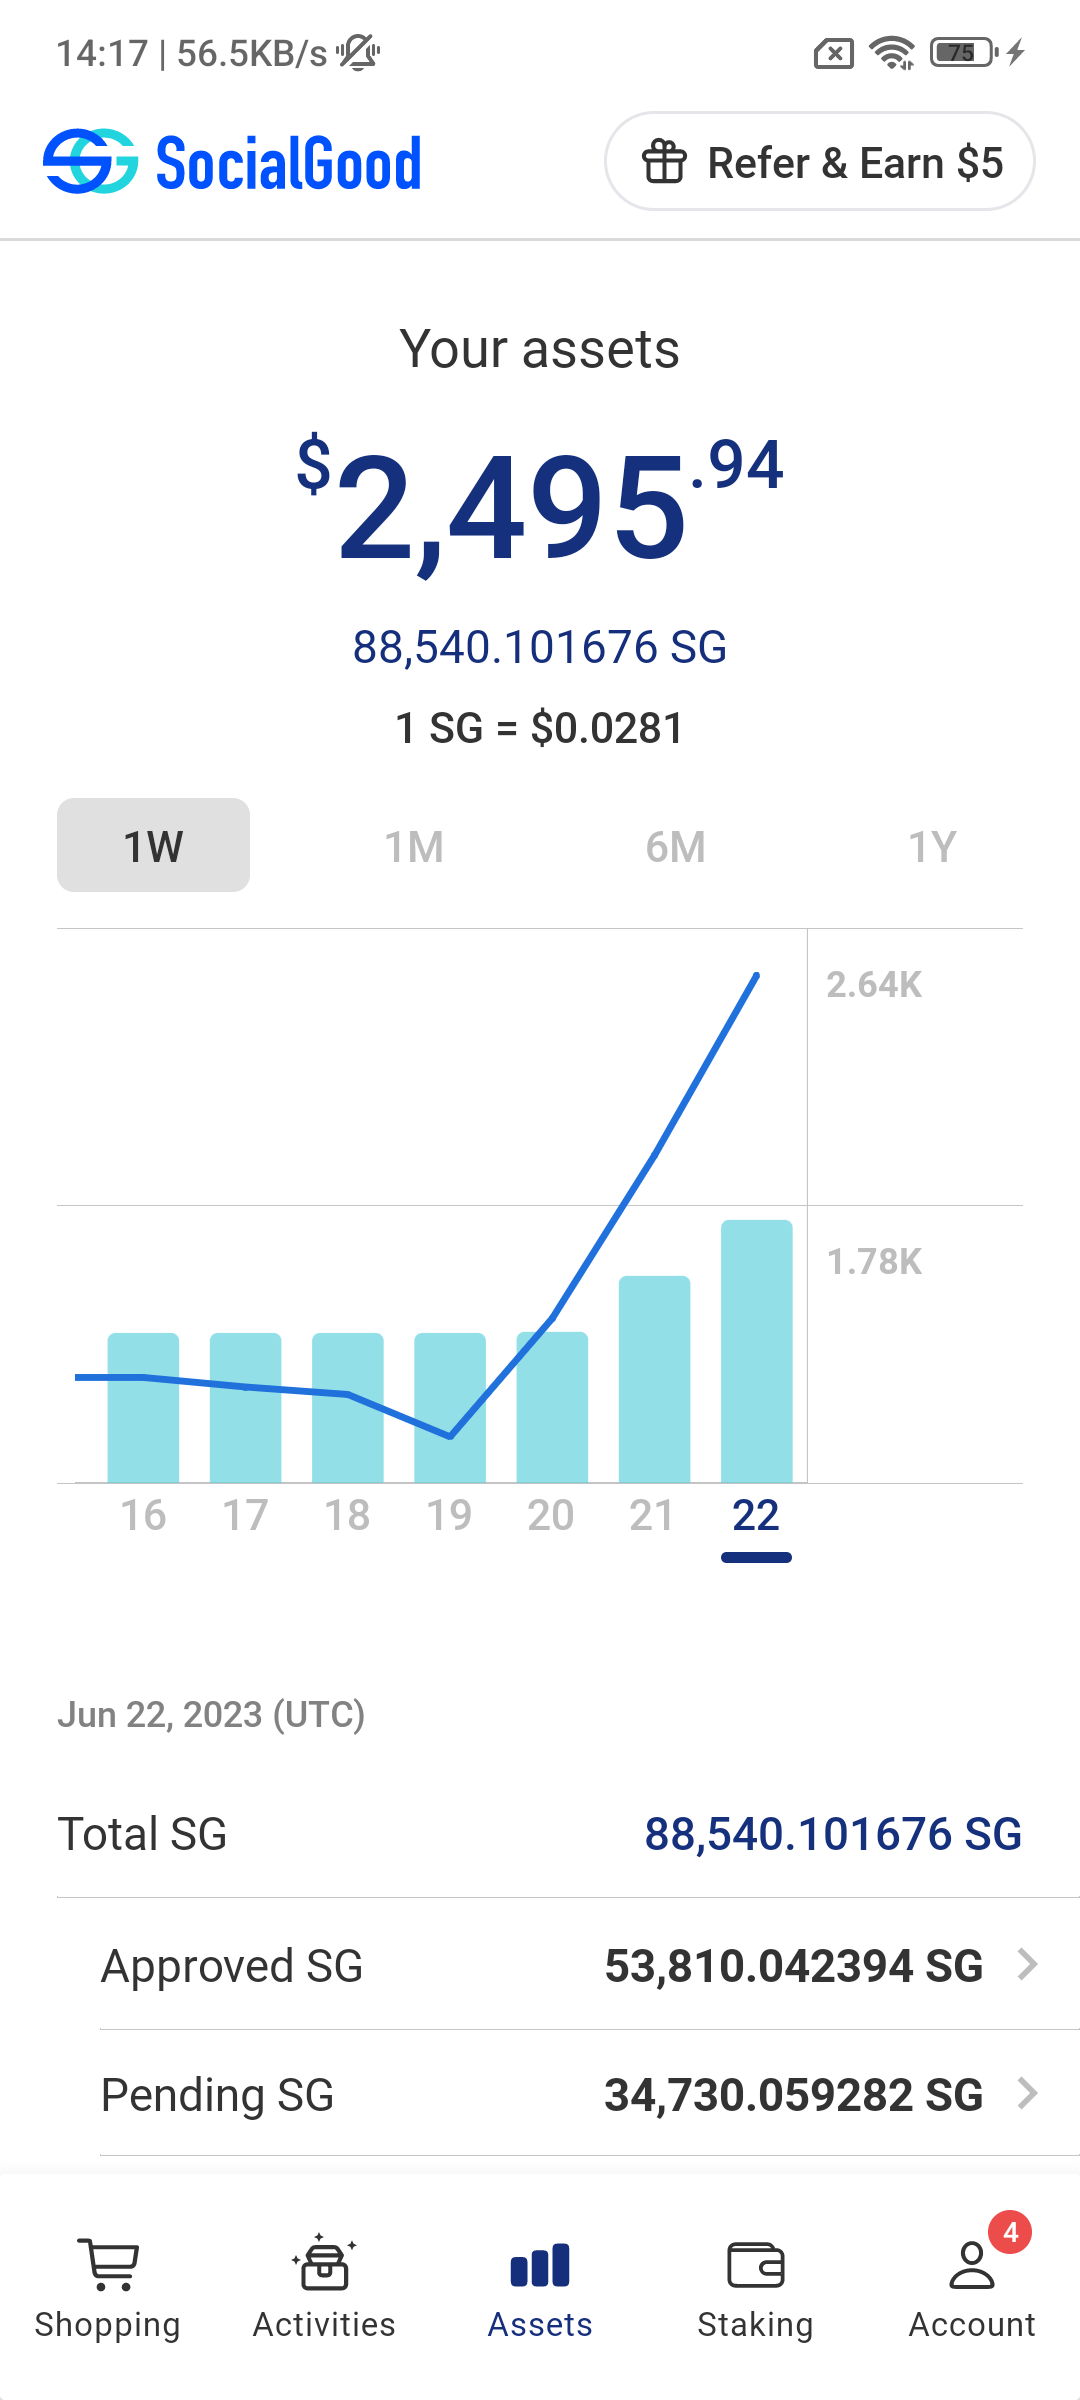 14:17 | 56.5KB/s
75
SocialGood
Refer & Earn $5
Your assets
$2,495.94
88,540.101676 SG
1 SG = $0.0281
1W 1M 6M 1Y
2.64K
1.78K
16 17 18 19 20 21 22
Jun 22, 2023 (UTC)
Total SG 88,540.101676 SG
Approved SG 53,810.042394 SG
Pending SG 34,730.059282 SG
4
Shopping Activities Assets Staking Account